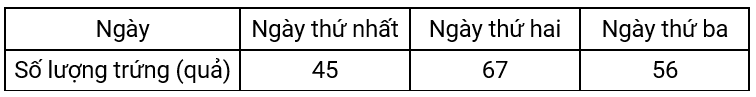 Ngày Ngày thứ nhất Ngày thứ hai Ngày thứ ba
Số lượng trứng (quả) 45 67 56